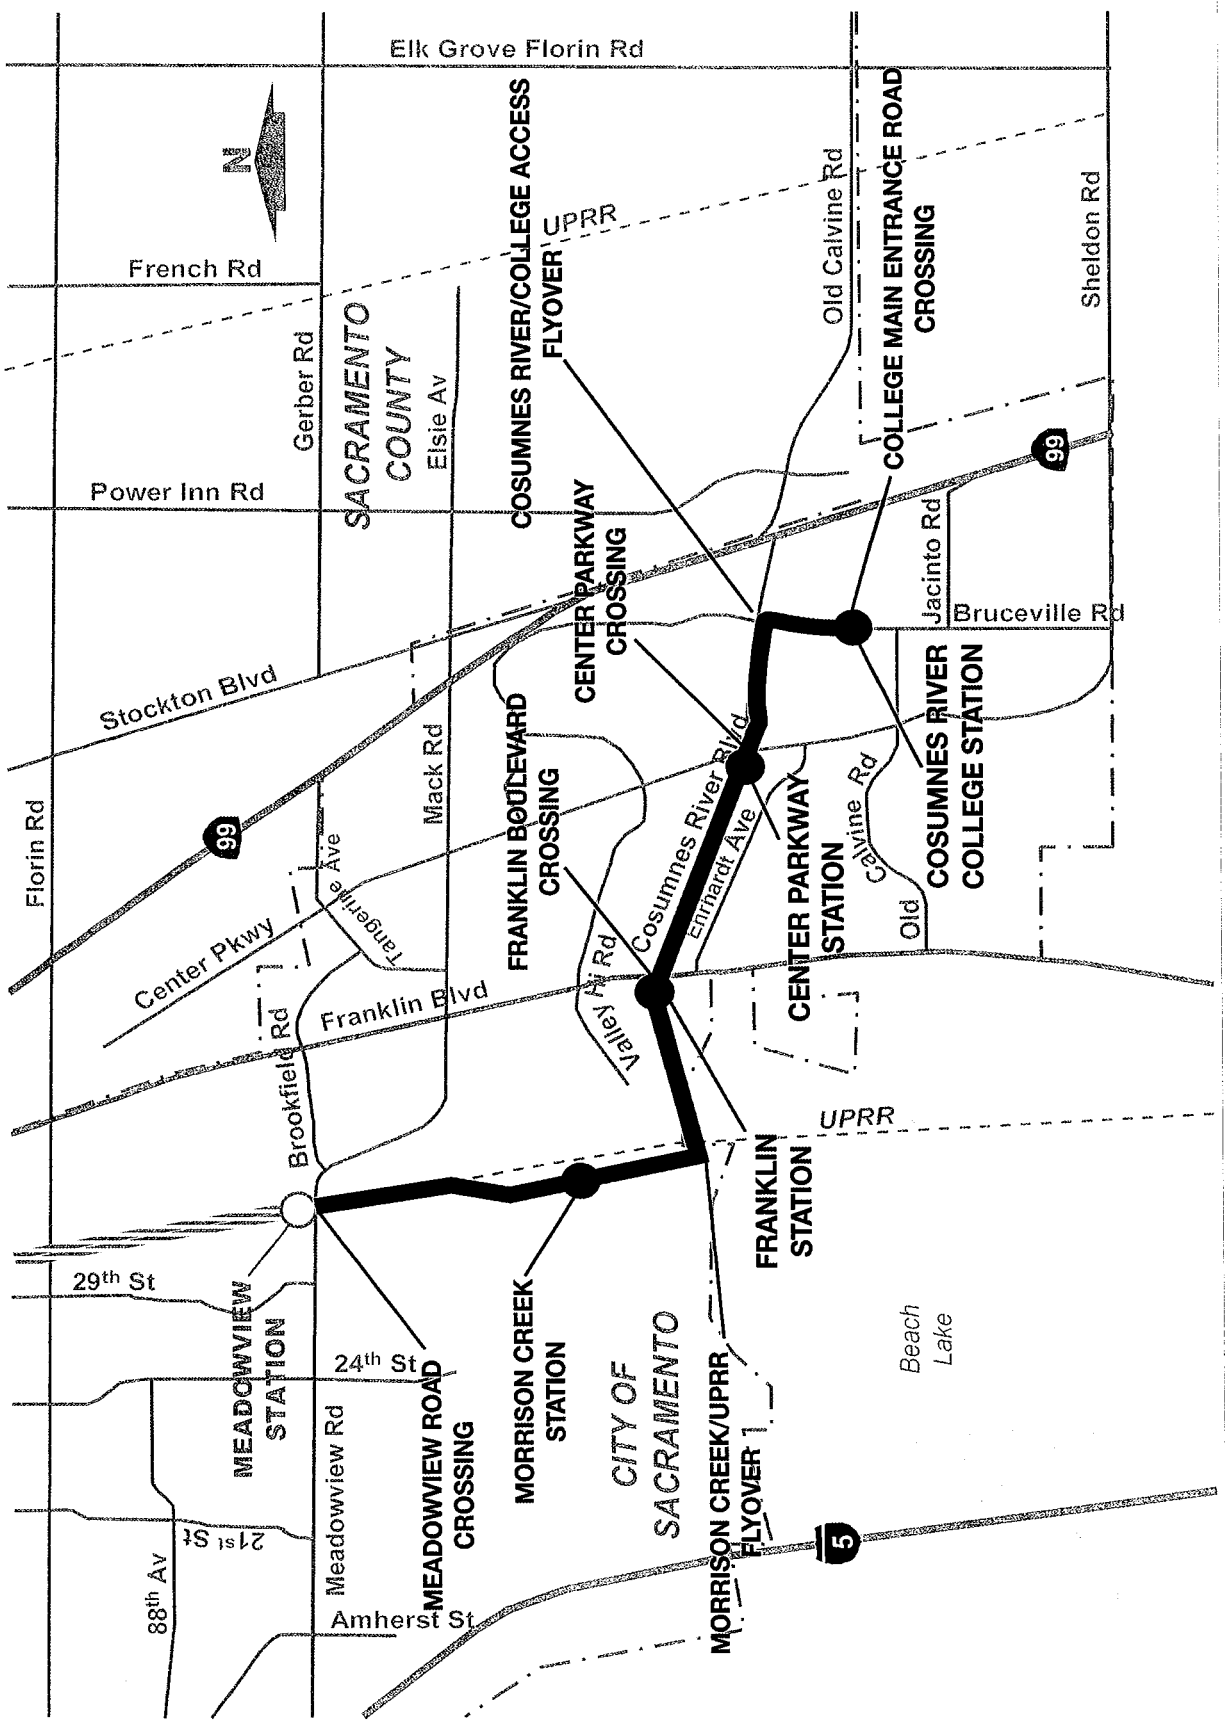 Elk Grove Florin Rd
N
UPRR
COSUMNES RIVER/COLLEGE ACCESS
FLYOVER
Old Calvine Rd
COLLEGE MAIN ENTRANCE ROAD
CROSSING
Sheldon Rd
French Rd
Gerber Rd
SACRAMENTO
COUNTY
Elsie Av
Power Inn Rd
99
CENTER PARKWAY
CROSSING
Jacinto Rd
Bruceville Rd
Stockton Blvd
Florin Rd
99
Mack Rd
FRANKLIN BOULEVARD
CROSSING
Cosumnes River Blvd
Ehrhardt Ave
CENTER PARKWAY
STATION
Old Calvine Rd
COSUMNES RIVER
COLLEGE STATION
Center Pkwy
Tangerine Ave
Franklin Blvd
Valley Hi Rd
Brookfield Rd
UPRR
FRANKLIN
STATION
29th St
MEADOWVIEW
STATION
24th St
MEADOWVIEW ROAD
CROSSING
MORRISON CREEK
STATION
CITY OF
SACRAMENTO
MORRISON CREEK/UPRR
FLYOVER
Beach
Lake
88th Av
21st St
Meadowview Rd
Amherst St
5